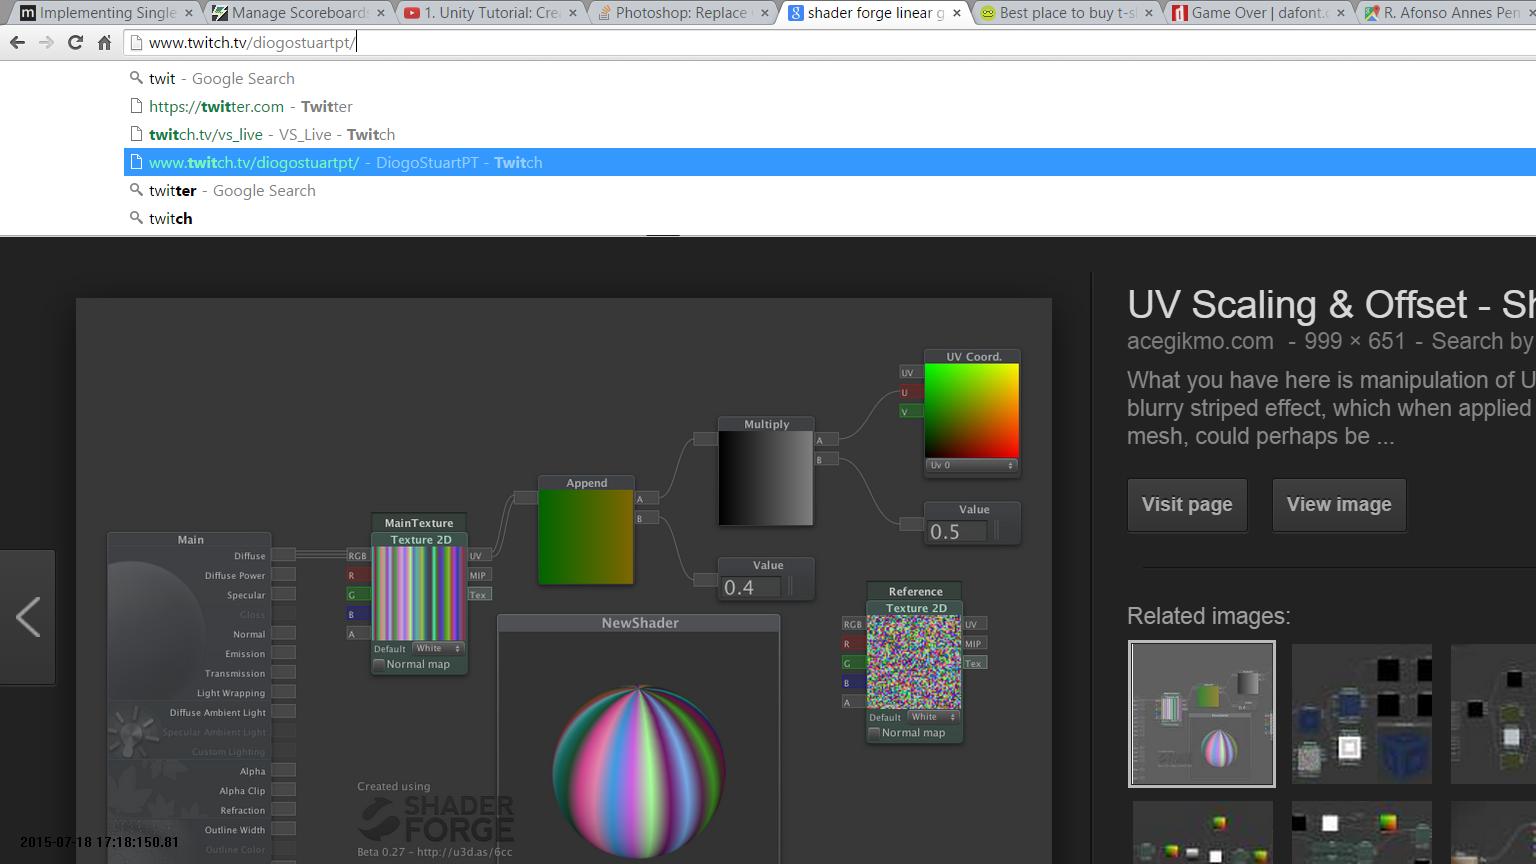 Implementing Single
Manage Scoreboards
1. Unity Tutorial: Cre
Photoshop: Replace
shader forge linear g
Best place to buy t-s
Game Over | dafont.c
R. Afonso Annes Pen
www.twitch.tv/diogostuartpt/
twit - Google Search
https://twitter.com - Twitter
twitch.tv/vs_live - VS_Live - Twitch
www.twitch.tv/diogostuartpt/ - DiogoStuartPT - Twitch
twitter - Google Search
twitch
UV Scaling & Offset - Sh
acegikmo.com - 999 × 651 - Search by
What you have here is manipulation of U
blurry striped effect, which when applied
mesh, could perhaps be ...
Visit page
View image
Related images:
UV Coord.
UV
U
V
Uv 0
Multiply
A
B
Value
0.5
Append
A
B
Value
0.4
MainTexture
Texture 2D
RGB
R
G
B
A
UV
MIP
Tex
Default
White
Normal map
Main
Diffuse
Diffuse Power
Specular
Gloss
Normal
Emission
Transmission
Light Wrapping
Diffuse Ambient Light
Specular Ambient Light
Custom Lighting
Alpha
Alpha Clip
Refraction
Outline Width
Outline Color
Reference
Texture 2D
RGB
R
G
B
A
UV
MIP
Tex
Default
White
Normal map
NewShader
Created using
SHADER
FORGE
Beta 0.27 - http://u3d.as/6cc
2015-07-18 17:18:150.81